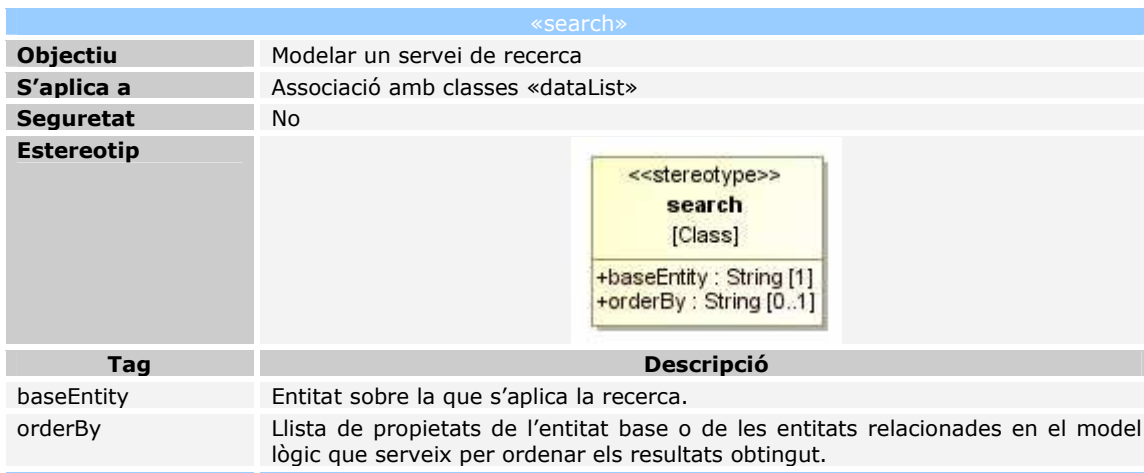 «search»
Objectiu Modelar un servei de recerca
S’aplica a Associació amb classes «dataList»
Seguretat No
Estereotip
<<stereotype>>
search
[Class]
+baseEntity : String [1]
+orderBy : String [0..1]
Tag Descripció
baseEntity Entitat sobre la que s’aplica la recerca.
orderBy Llista de propietats de l’entitat base o de les entitats relacionades en el model
lògic que serveix per ordenar els resultats obtingut.